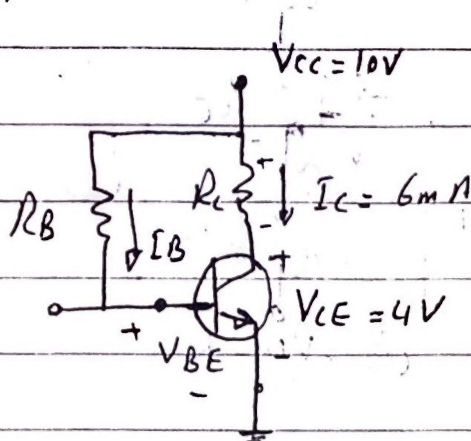 VCC = 10V
RB
IB
RC
IC = 6mA
+
-
+
VCE = 4V
-
+
VBE
-